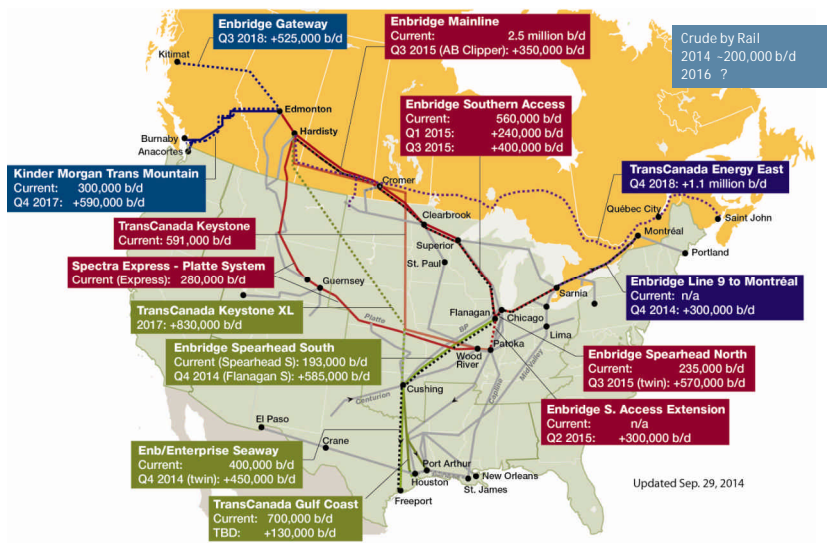 Enbridge Gateway
Q3 2018: +525,000 b/d
Enbridge Mainline
Current: 2.5 million b/d
Q3 2015 (AB Clipper): +350,000 b/d
Crude by Rail
2014 ~200,000 b/d
2016 ?
Kitimat
Edmonton
Hardisty
Enbridge Southern Access
Current: 560,000 b/d
Q1 2015: +240,000 b/d
Q3 2015: +400,000 b/d
Burnaby
Anacortes
Kinder Morgan Trans Mountain
Current: 300,000 b/d
Q4 2017: +590,000 b/d
Cromer
TransCanada Energy East
Q4 2018: +1.1 million b/d
Québec City
Saint John
Montréal
Portland
TransCanada Keystone
Current: 591,000 b/d
Clearbrook
Superior
St. Paul
Spectra Express - Platte System
Current (Express): 280,000 b/d
Guernsey
Sarnia
Enbridge Line 9 to Montréal
Current: n/a
Q4 2014: +300,000 b/d
TransCanada Keystone XL
2017: +830,000 b/d
Platte
Flanagan
Chicago
BP
Lima
Enbridge Spearhead South
Current (Spearhead S): 193,000 b/d
Q4 2014 (Flanagan S): +585,000 b/d
Wood
River
Patoka
Mid Valley
Enbridge Spearhead North
Current: 235,000 b/d
Q3 2015 (twin): +570,000 b/d
Cushing
Centurion
Capline
Enbridge S. Access Extension
Current: n/a
Q2 2015: +300,000 b/d
El Paso
Crane
Enb/Enterprise Seaway
Current: 400,000 b/d
Q4 2014 (twin): +450,000 b/d
Port Arthur
Houston
New Orleans
St. James
Freeport
TransCanada Gulf Coast
Current: 700,000 b/d
TBD: +130,000 b/d
Updated Sep. 29, 2014